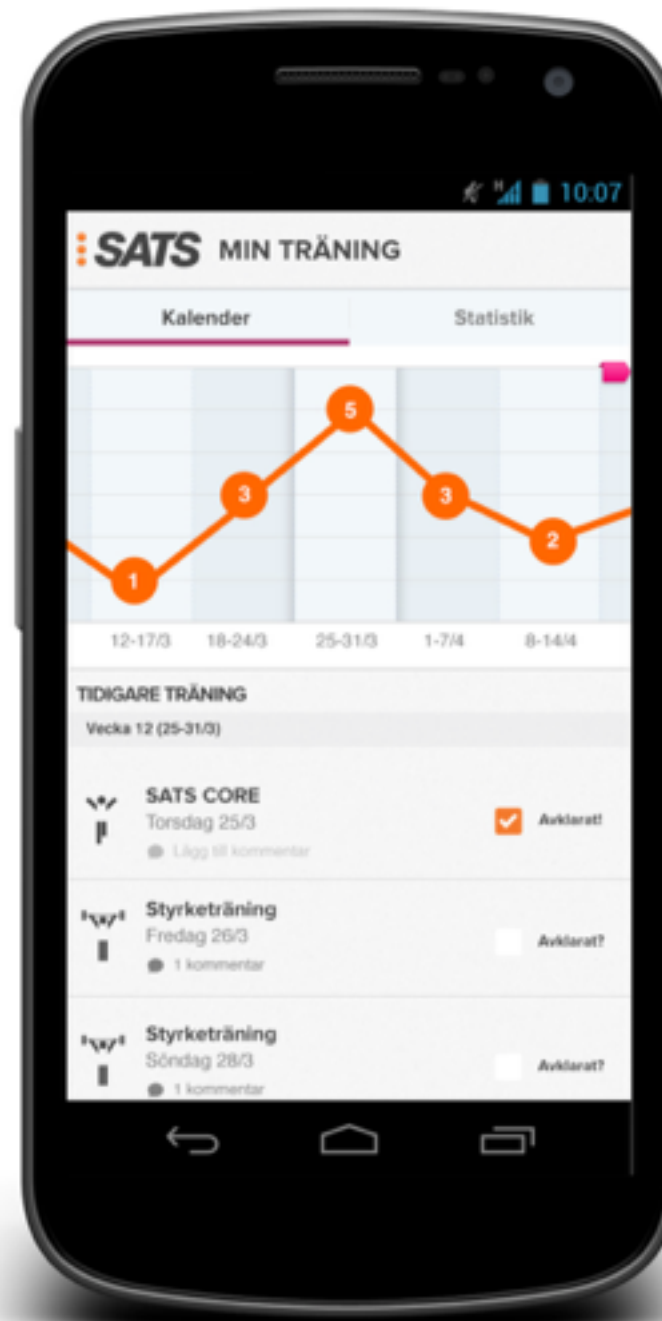 H 10:07
SATS MIN TRÄNING
Kalender Statistik
5
3 3
2
1
12-17/3 18-24/3 25-31/3 1-7/4 8-14/4
TIDIGARE TRÄNING
Vecka 12 (25-31/3)
SATS CORE
Torsdag 25/3 Avklarat!
Lägg till kommentar
Styrketräning
Fredag 26/3 Avklarat?
1 kommentar
Styrketräning
Söndag 28/3 Avklarat?
1 kommentar